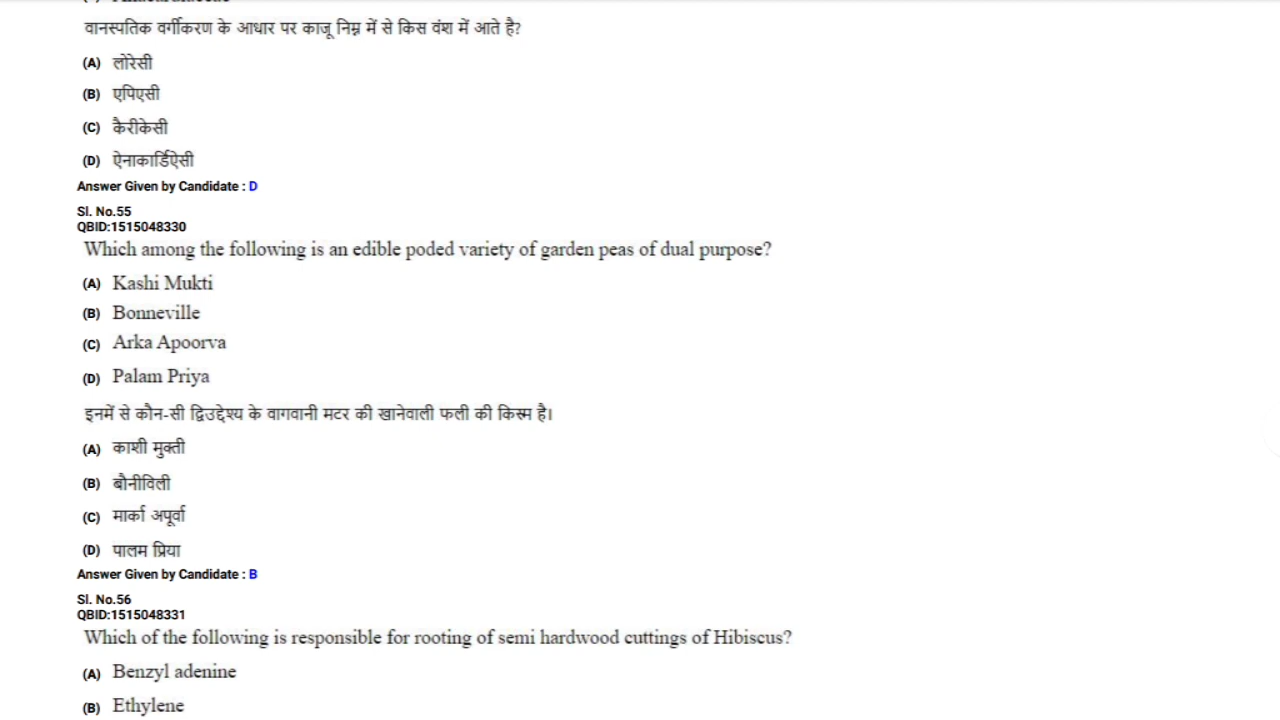 वानस्पतिक वर्गीकरण के आधार पर काजू निम्न में से किस वंश में आते है?
(A) लोरेसी
(B) एपिएसी
(C) कैरीकेसी
(D) ऐनाकार्डिऐसी
Answer Given by Candidate : D
Sl. No.55
QBID:1515048330
Which among the following is an edible poded variety of garden peas of dual purpose?
(A) Kashi Mukti
(B) Bonneville
(C) Arka Apoorva
(D) Palam Priya
इनमें से कौन-सी द्विउद्देश्य के वागवानी मटर की खानेवाली फली की किस्म है।
(A) काशी मुक्ती
(B) बौनीविली
(C) मार्का अपूर्वा
(D) पालम प्रिया
Answer Given by Candidate : B
Sl. No.56
QBID:1515048331
Which of the following is responsible for rooting of semi hardwood cuttings of Hibiscus?
(A) Benzyl adenine
(B) Ethylene